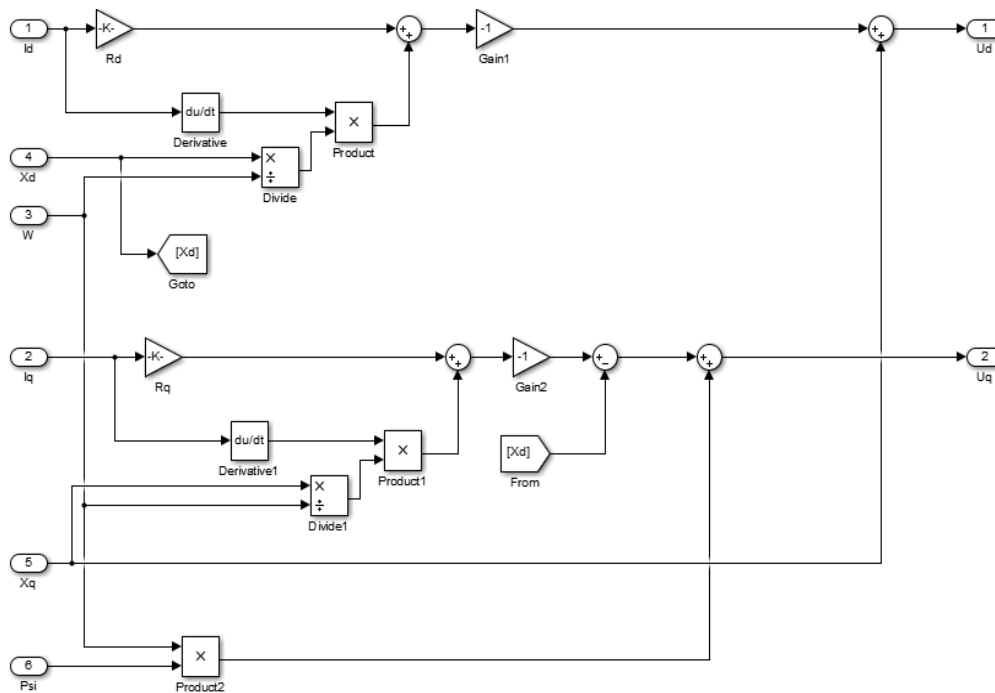 1
Id
-K-
Rd
+
+
-1
Gain1
+
+
1
Ud
du/dt
Derivative
×
Product
4
Xd
×
÷
Divide
3
W
[Xd]
Goto
2
Iq
-K-
Rq
+
+
-1
Gain2
+
−
+
+
2
Uq
du/dt
Derivative1
×
Product1
[Xd]
From
×
÷
Divide1
5
Xq
6
Psi
×
Product2